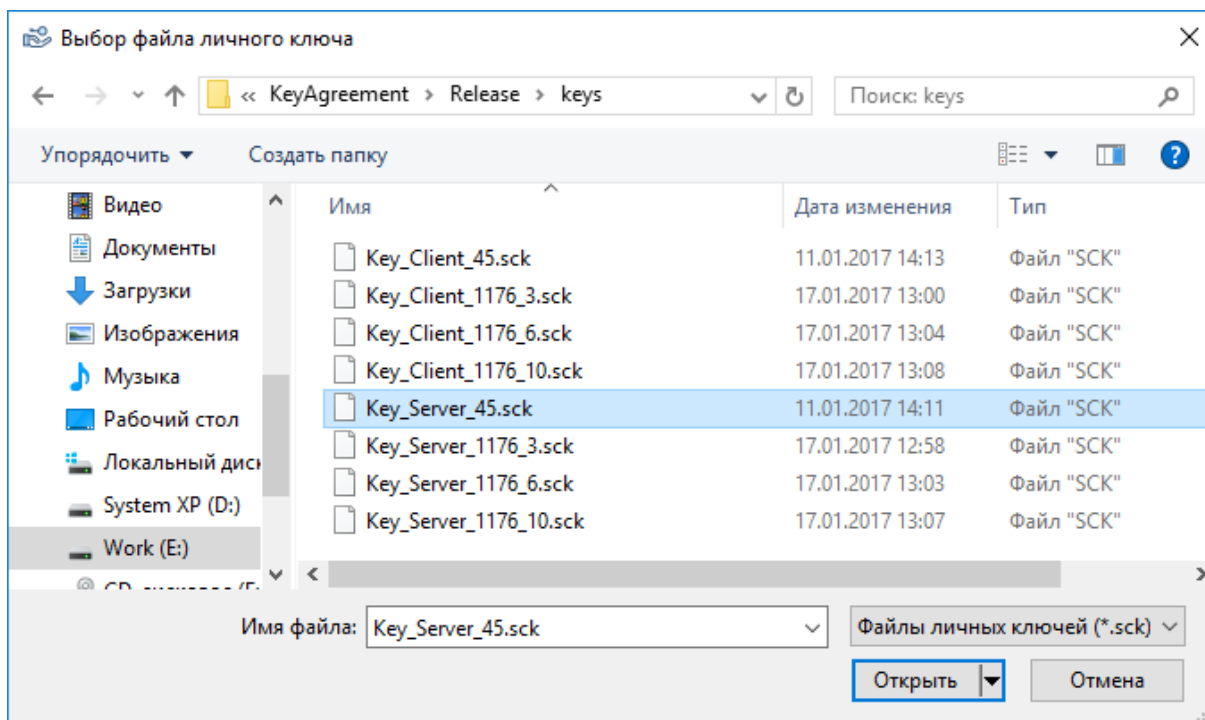 Выбор файла личного ключа
« KeyAgreement › Release › keys
Поиск: keys
Упорядочить
Создать папку
Имя Дата изменения Тип
Видео
Документы
Загрузки
Изображения
Музыка
Рабочий стол
Локальный диск
System XP (D:)
Work (E:)
Key_Client_45.sck 11.01.2017 14:13 Файл "SCK"
Key_Client_1176_3.sck 17.01.2017 13:00 Файл "SCK"
Key_Client_1176_6.sck 17.01.2017 13:04 Файл "SCK"
Key_Client_1176_10.sck 17.01.2017 13:08 Файл "SCK"
Key_Server_45.sck 11.01.2017 14:11 Файл "SCK"
Key_Server_1176_3.sck 17.01.2017 12:58 Файл "SCK"
Key_Server_1176_6.sck 17.01.2017 13:03 Файл "SCK"
Key_Server_1176_10.sck 17.01.2017 13:07 Файл "SCK"
Имя файла: Key_Server_45.sck Файлы личных ключей (*.sck)
Открыть Отмена